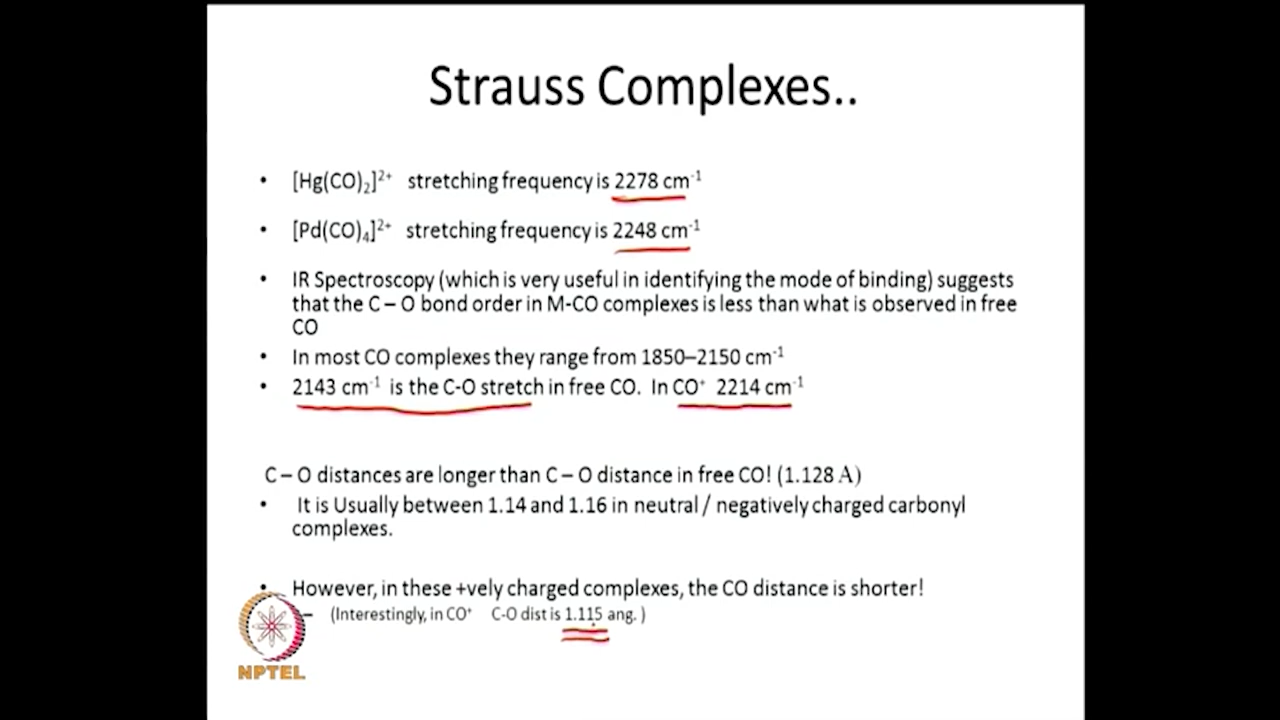 Strauss Complexes..
• [Hg(CO)₂]²⁺ stretching frequency is 2278 cm⁻¹
• [Pd(CO)₄]²⁺ stretching frequency is 2248 cm⁻¹
• IR Spectroscopy (which is very useful in identifying the mode of binding) suggests
that the C – O bond order in M-CO complexes is less than what is observed in free
CO
• In most CO complexes they range from 1850–2150 cm⁻¹
• 2143 cm⁻¹ is the C-O stretch in free CO. In CO⁺ 2214 cm⁻¹
C – O distances are longer than C – O distance in free CO! (1.128 A)
• It is Usually between 1.14 and 1.16 in neutral / negatively charged carbonyl
complexes.
• However, in these +vely charged complexes, the CO distance is shorter!
– (Interestingly, in CO⁺ C-O dist is 1.115 ang. )
NPTEL